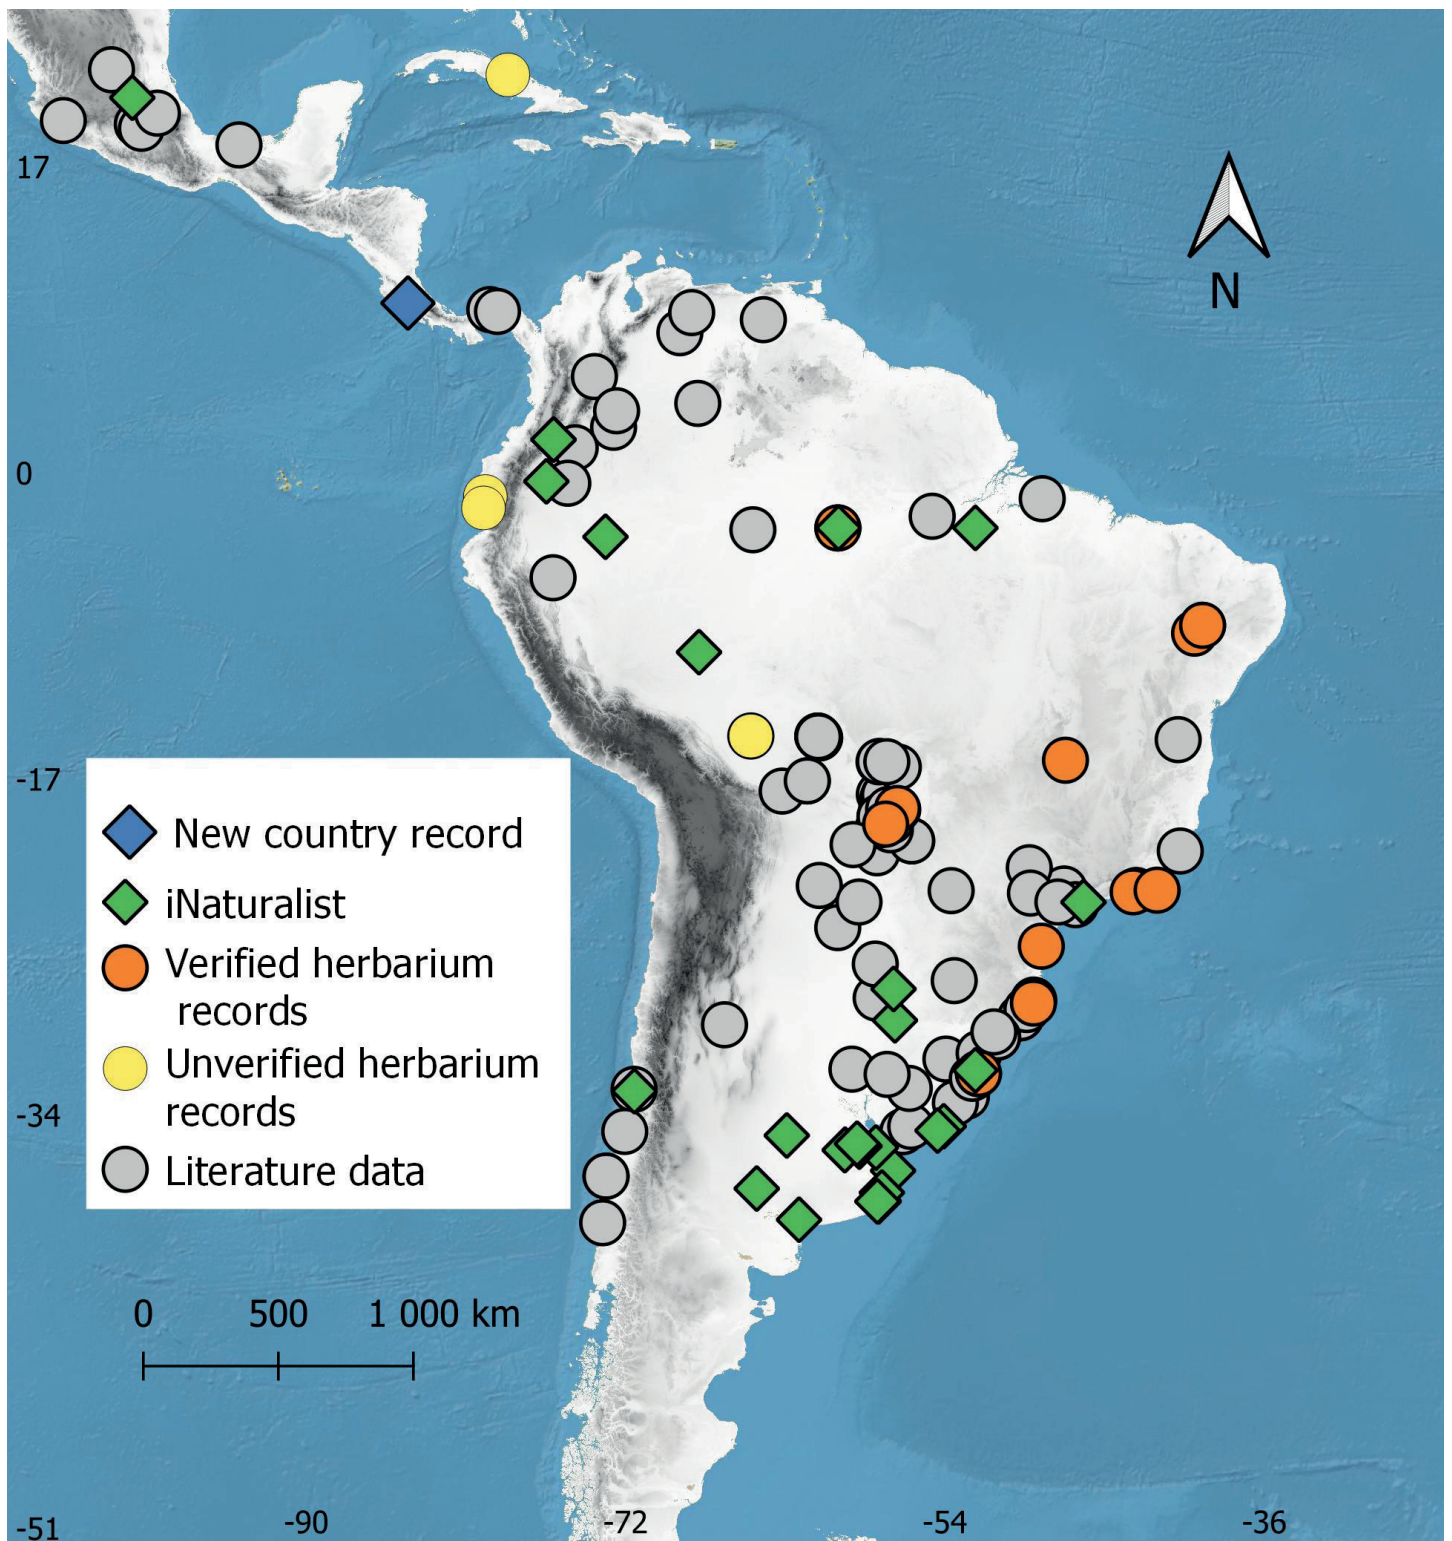 17
N
0
-17
New country record
iNaturalist
Verified herbarium
records
Unverified herbarium
records
-34
Literature data
0 500 1 000 km
-51 -90 -72 -54 -36